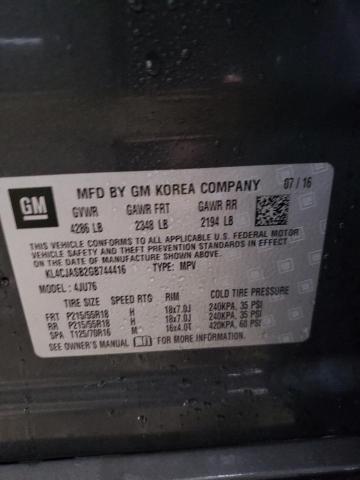 GM
MFD BY GM KOREA COMPANY 07/16
GVWR GAWR FRT GAWR RR
4286 LB 2348 LB 2194 LB
THIS VEHICLE CONFORMS TO ALL APPLICABLE U.S. FEDERAL MOTOR
VEHICLE SAFETY AND THEFT PREVENTION STANDARDS IN
EFFECT ON THE DATE OF MANUFACTURE SHOWN ABOVE.
KL4CJASB2GB744416 TYPE: MPV
MODEL: 4JU76
SPEED RTG RIM COLD TIRE PRESSURE
FRT P215/55R18 H 18x7.0J 240KPA, 35 PSI
RR P215/55R18 H 18x7.0J 240KPA, 35 PSI
SPA T125/70R16 M 16x4.0T 420KPA, 60 PSI
SEE OWNER'S MANUAL FOR MORE INFORMATION.